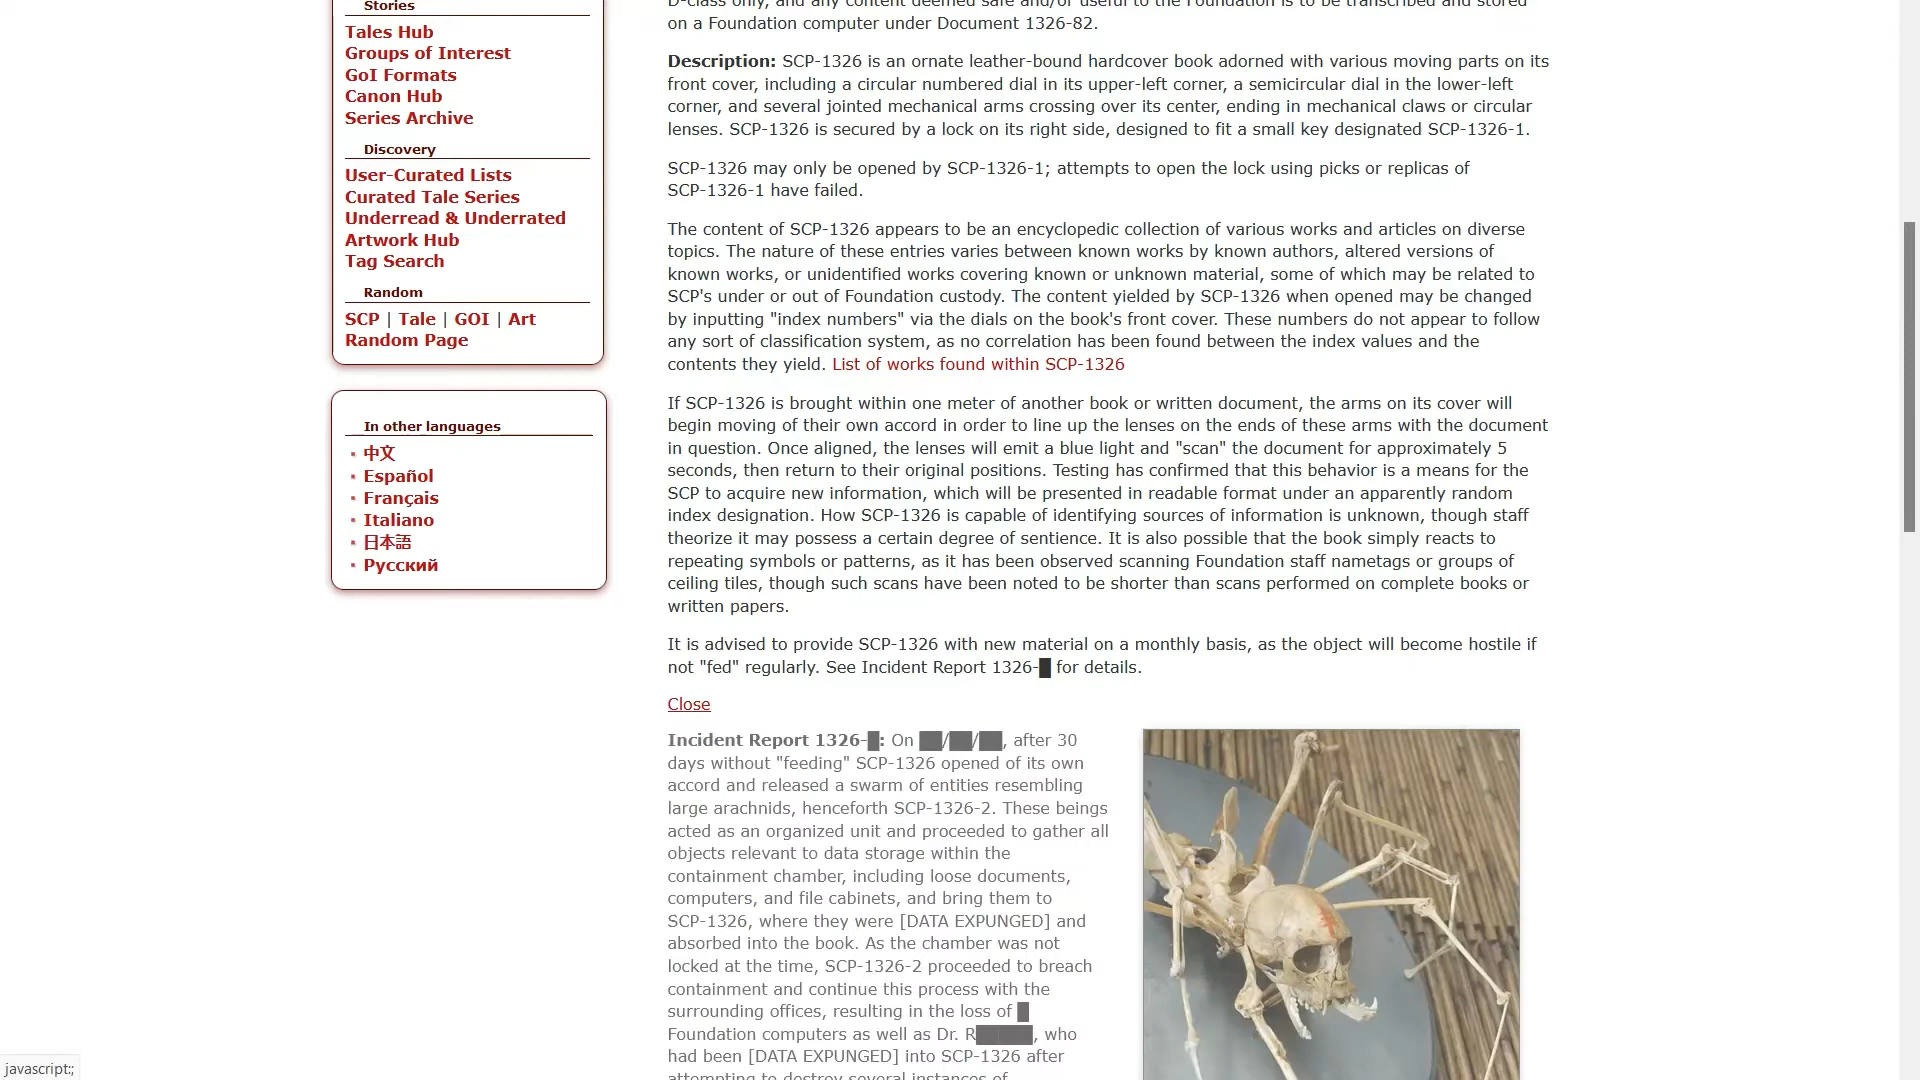 Stories
Tales Hub
Groups of Interest
GoI Formats
Canon Hub
Series Archive
Discovery
User-Curated Lists
Curated Tale Series
Underread & Underrated
Artwork Hub
Tag Search
Random
SCP | Tale | GOI | Art
Random Page
In other languages
中文
Español
Français
Italiano
日本語
Русский
D-class only, and any content deemed safe and/or useful to the Foundation is to be transcribed and stored
on a Foundation computer under Document 1326-82.
Description: SCP-1326 is an ornate leather-bound hardcover book adorned with various moving parts on its
front cover, including a circular numbered dial in its upper-left corner, a semicircular dial in the lower-left
corner, and several jointed mechanical arms crossing over its center, ending in mechanical claws or circular
lenses. SCP-1326 is secured by a lock on its right side, designed to fit a small key designated SCP-1326-1.
SCP-1326 may only be opened by SCP-1326-1; attempts to open the lock using picks or replicas of
SCP-1326-1 have failed.
The content of SCP-1326 appears to be an encyclopedic collection of various works and articles on diverse
topics. The nature of these entries varies between known works by known authors, altered versions of
known works, or unidentified works covering known or unknown material, some of which may be related to
SCP's under or out of Foundation custody. The content yielded by SCP-1326 when opened may be changed
by inputting "index numbers" via the dials on the book's front cover. These numbers do not appear to follow
any sort of classification system, as no correlation has been found between the index values and the
contents they yield. List of works found within SCP-1326
If SCP-1326 is brought within one meter of another book or written document, the arms on its cover will
begin moving of their own accord in order to line up the lenses on the ends of these arms with the document
in question. Once aligned, the lenses will emit a blue light and "scan" the document for approximately 5
seconds, then return to their original positions. Testing has confirmed that this behavior is a means for the
SCP to acquire new information, which will be presented in readable format under an apparently random
index designation. How SCP-1326 is capable of identifying sources of information is unknown, though staff
theorize it may possess a certain degree of sentience. It is also possible that the book simply reacts to
repeating symbols or patterns, as it has been observed scanning Foundation staff nametags or groups of
ceiling tiles, though such scans have been noted to be shorter than scans performed on complete books or
written papers.
It is advised to provide SCP-1326 with new material on a monthly basis, as the object will become hostile if
not "fed" regularly. See Incident Report 1326-█ for details.
Close
Incident Report 1326-█: On ██/██/██, after 30
days without "feeding" SCP-1326 opened of its own
accord and released a swarm of entities resembling
large arachnids, henceforth SCP-1326-2. These beings
acted as an organized unit and proceeded to gather all
objects relevant to data storage within the
containment chamber, including loose documents,
computers, and file cabinets, and bring them to
SCP-1326, where they were [DATA EXPUNGED] and
absorbed into the book. As the chamber was not
locked at the time, SCP-1326-2 proceeded to breach
containment and continue this process with the
surrounding offices, resulting in the loss of █
Foundation computers as well as Dr. R█████, who
had been [DATA EXPUNGED] into SCP-1326 after
attempting to destroy several instances of
javascript:;